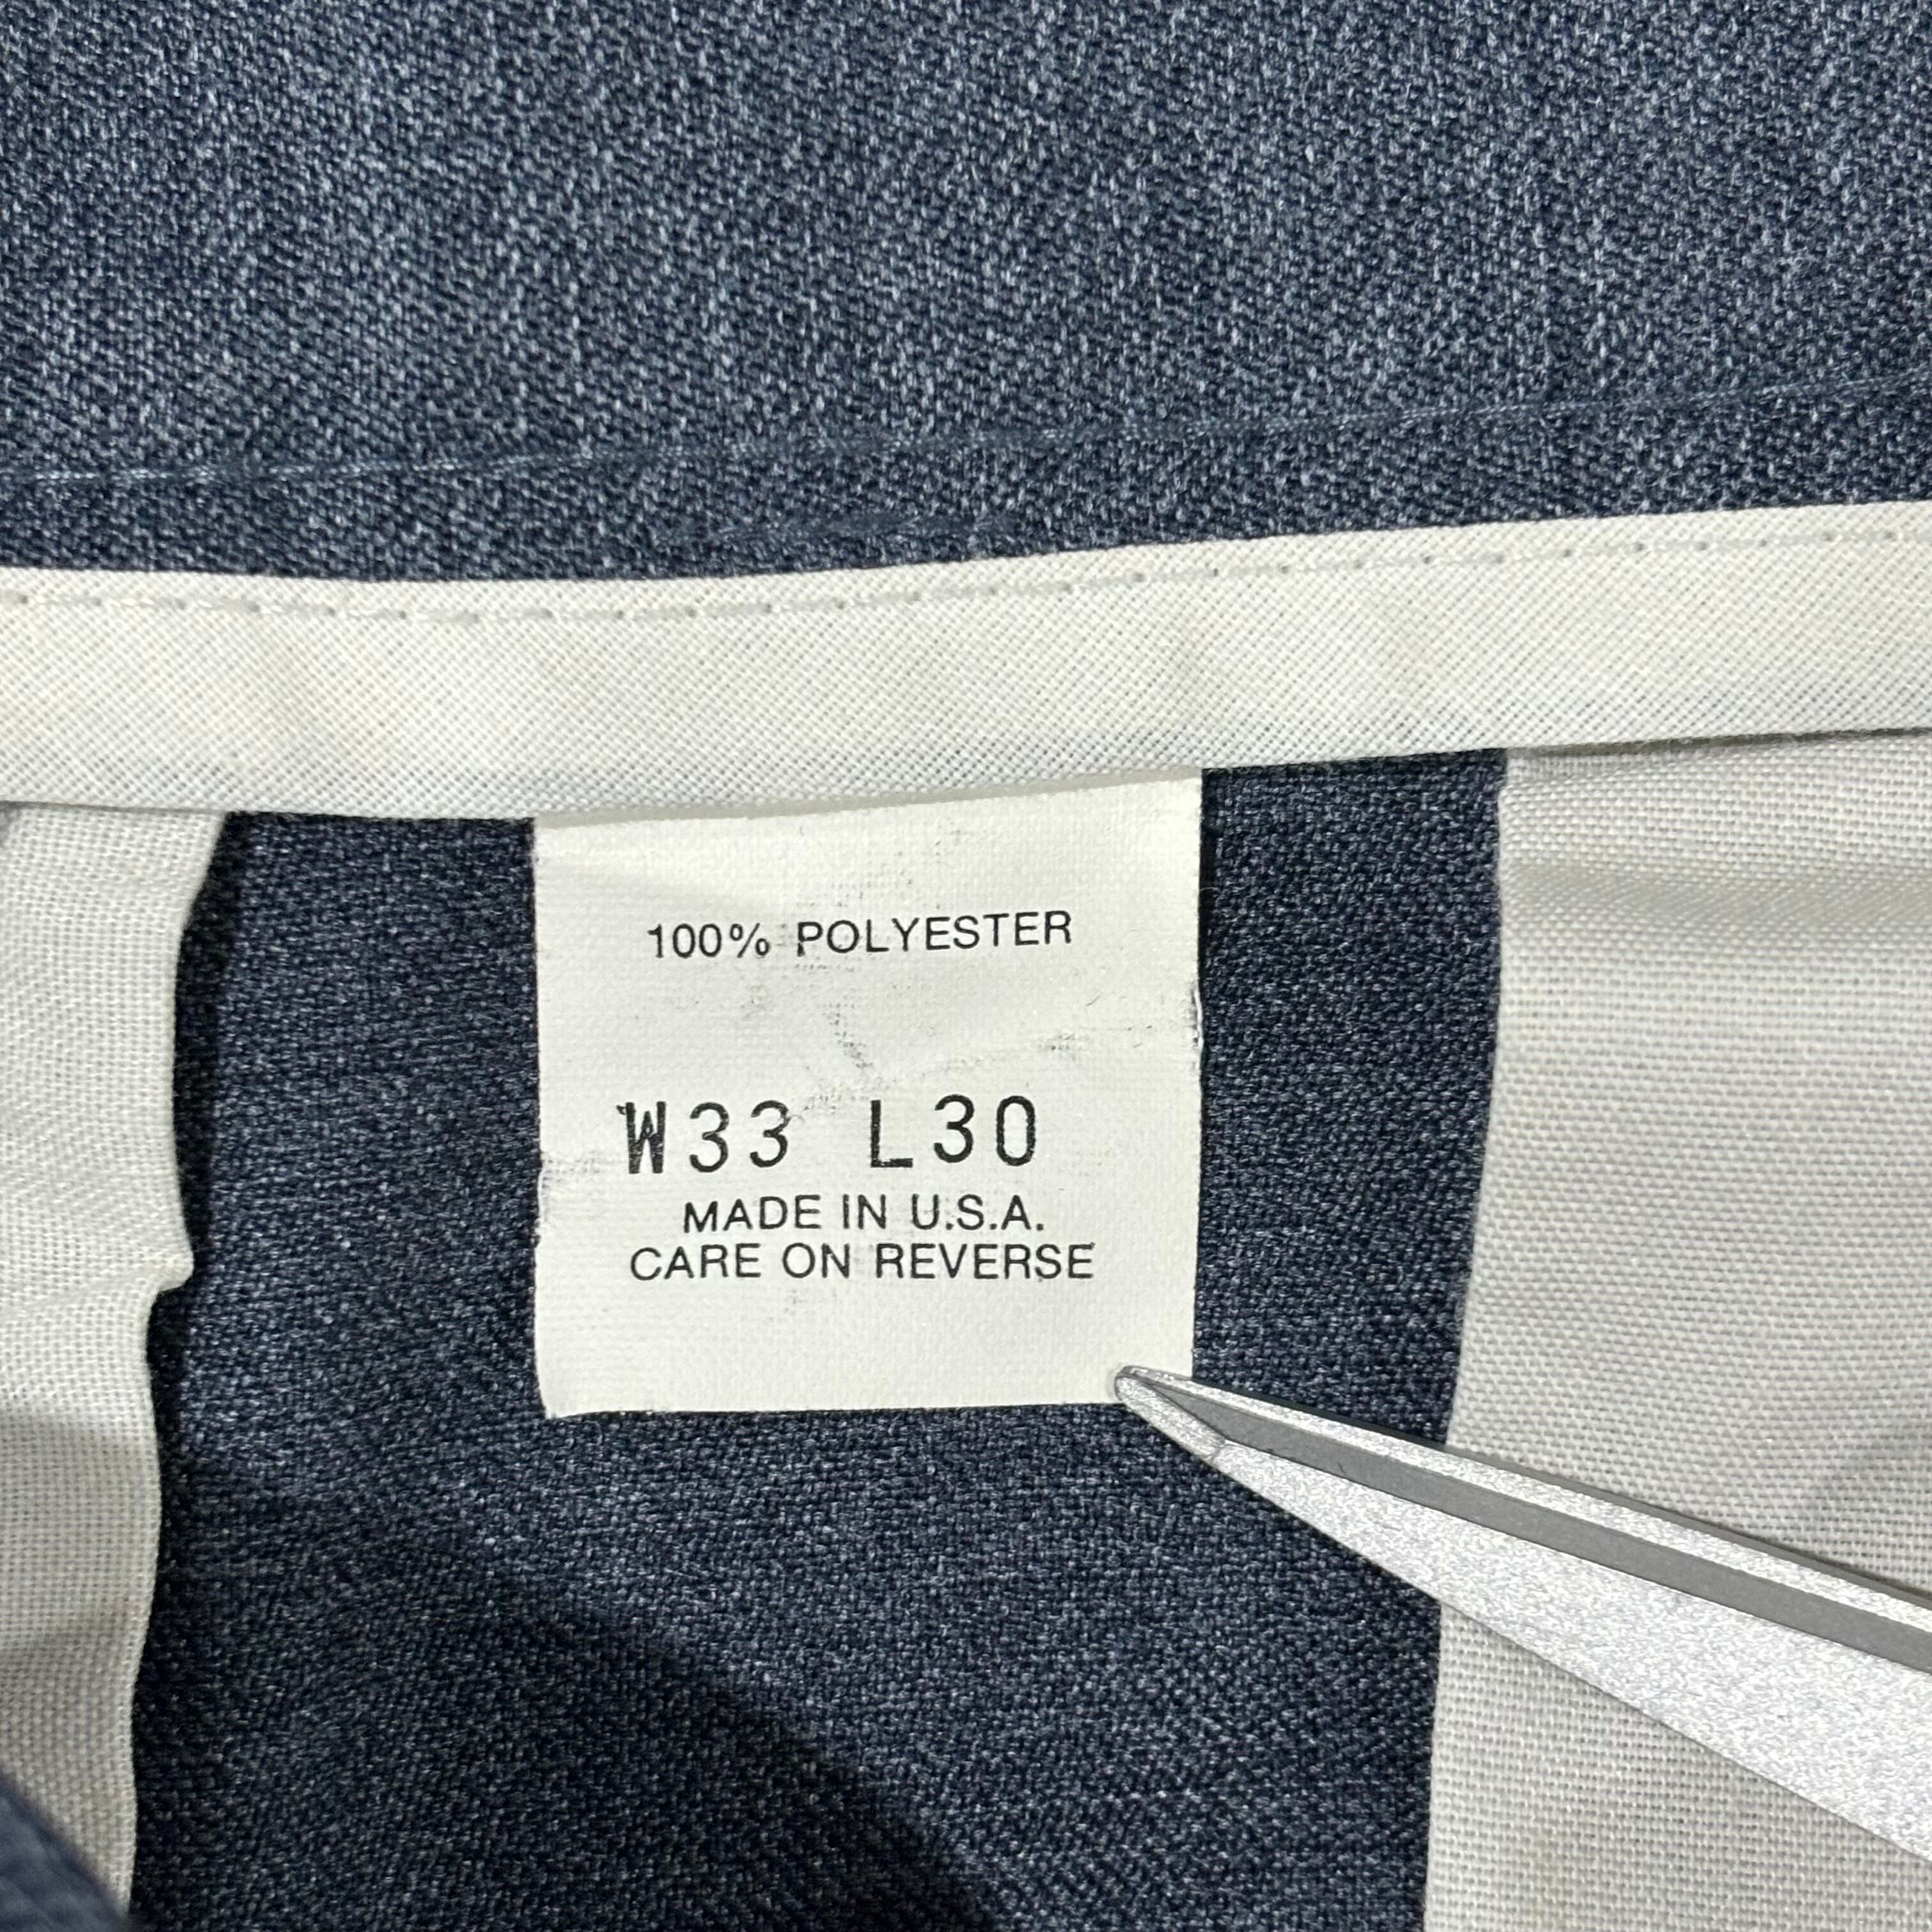 100% POLYESTER
W33 L30
MADE IN U.S.A.
CARE ON REVERSE